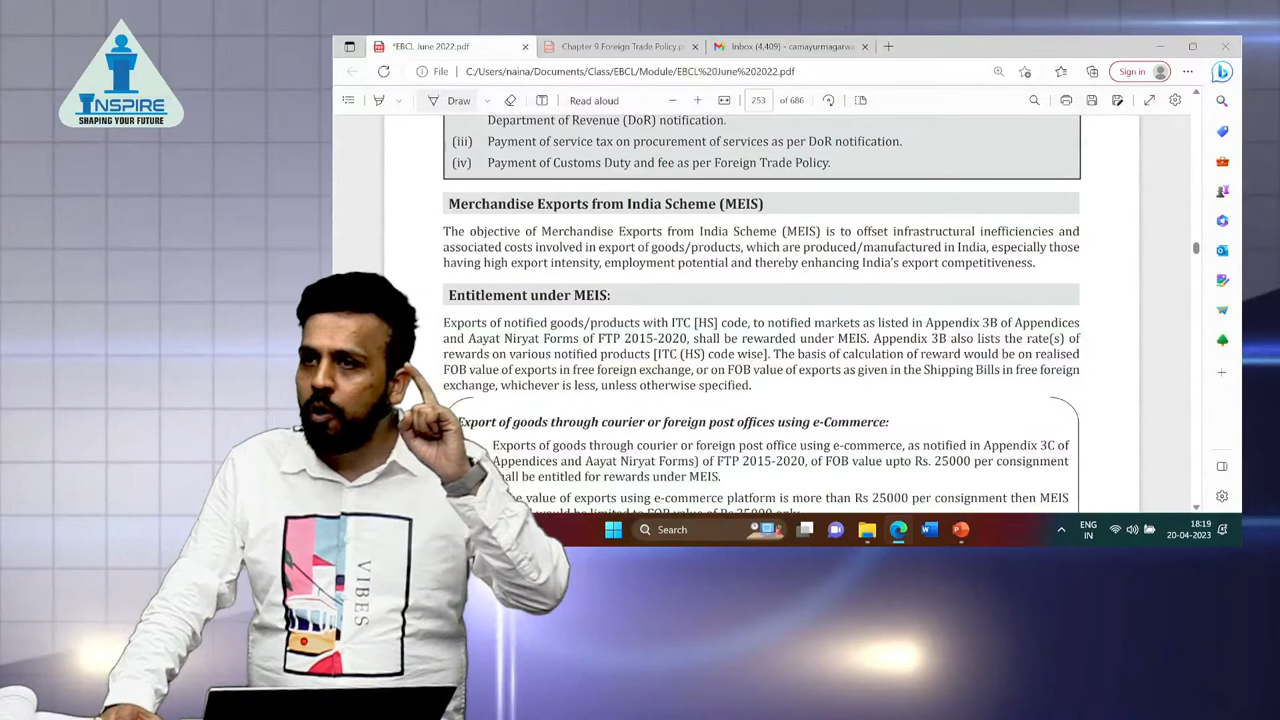 INSPIRE
SHAPING YOUR FUTURE
*EBCL June 2022.pdf
Chapter 9 Foreign Trade Policy.p
Inbox (4,409) - camayurmagarwa
File
C:/Users/naina/Documents/Class/EBCL/Module/EBCL%20June%202022.pdf
Sign in
Draw
Read aloud
253 of 686
Department of Revenue (DoR) notification.
(iii) Payment of service tax on procurement of services as per DoR notification.
(iv) Payment of Customs Duty and fee as per Foreign Trade Policy.
Merchandise Exports from India Scheme (MEIS)
The objective of Merchandise Exports from India Scheme (MEIS) is to offset infrastructural inefficiencies and
associated costs involved in export of goods/products, which are produced/manufactured in India, especially those
having high export intensity, employment potential and thereby enhancing India's export competitiveness.
Entitlement under MEIS:
Exports of notified goods/products with ITC [HS] code, to notified markets as listed in Appendix 3B of Appendices
and Aayat Niryat Forms of FTP 2015-2020, shall be rewarded under MEIS. Appendix 3B also lists the rate(s) of
rewards on various notified products [ITC (HS) code wise]. The basis of calculation of reward would be on realised
FOB value of exports in free foreign exchange, or on FOB value of exports as given in the Shipping Bills in free foreign
exchange, whichever is less, unless otherwise specified.
Export of goods through courier or foreign post offices using e-Commerce:
Exports of goods through courier or foreign post office using e-commerce, as notified in Appendix 3C of
Appendices and Aayat Niryat Forms) of FTP 2015-2020, of FOB value upto Rs. 25000 per consignment
shall be entitled for rewards under MEIS.
value of exports using e-commerce platform is more than Rs 25000 per consignment then MEIS
would be limited to FOB value of Rs 25000 only.
Search
ENG
IN
18:19
20-04-2023
VIBES